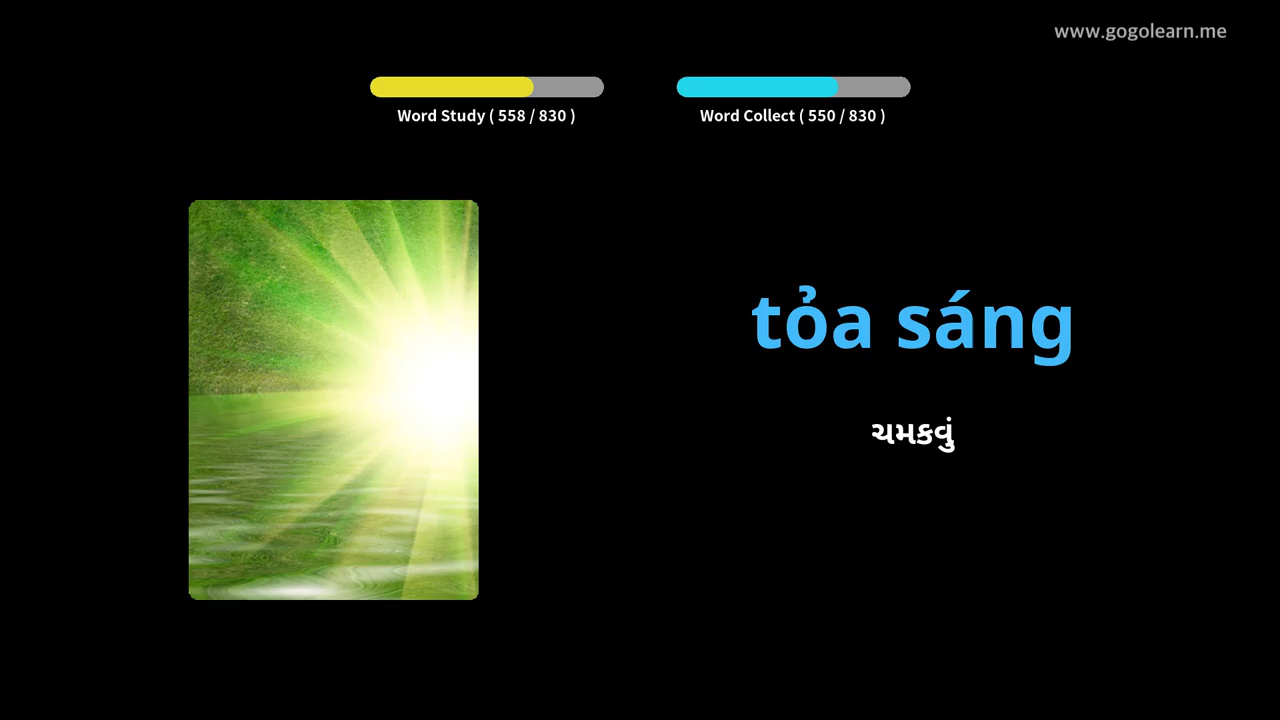 www.gogolearn.me
Word Study ( 558 / 830 )
Word Collect ( 550 / 830 )
tỏa sáng
ચમકવું